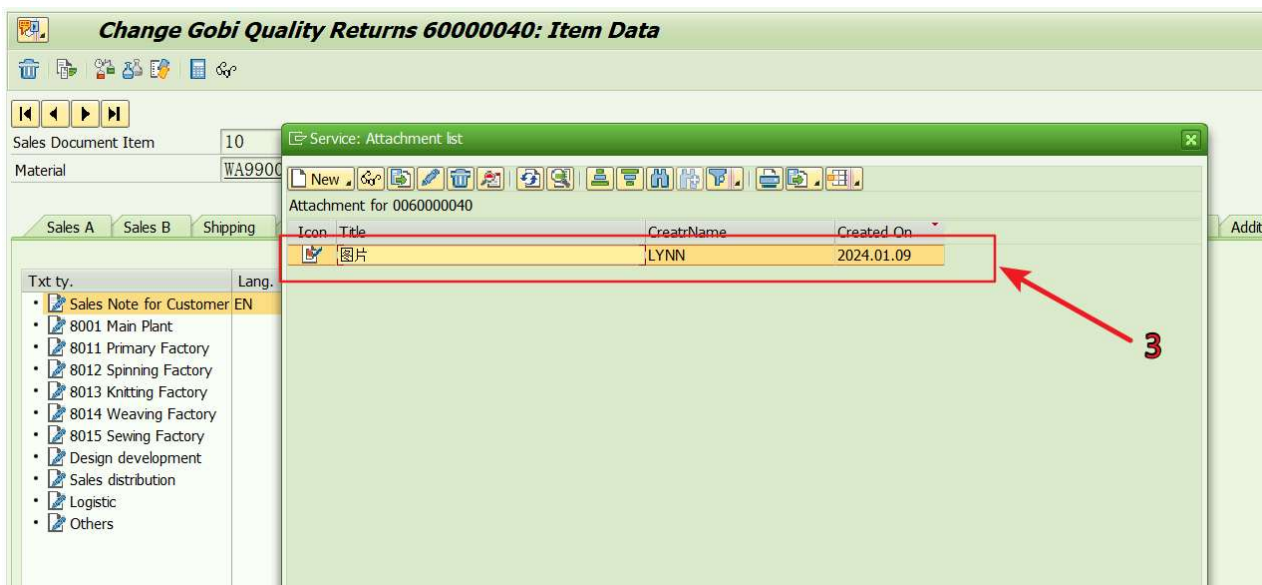 Change Gobi Quality Returns 60000040: Item Data
Sales Document Item 10
Material WA9900
Sales A Sales B Shipping Addit
Txt ty. Lang.
Sales Note for Customer EN
8001 Main Plant
8011 Primary Factory
8012 Spinning Factory
8013 Knitting Factory
8014 Weaving Factory
8015 Sewing Factory
Design development
Sales distribution
Logistic
Others
Service: Attachment list
New
Attachment for 0060000040
Icon Title CreatrName Created On
图片 LYNN 2024.01.09
3